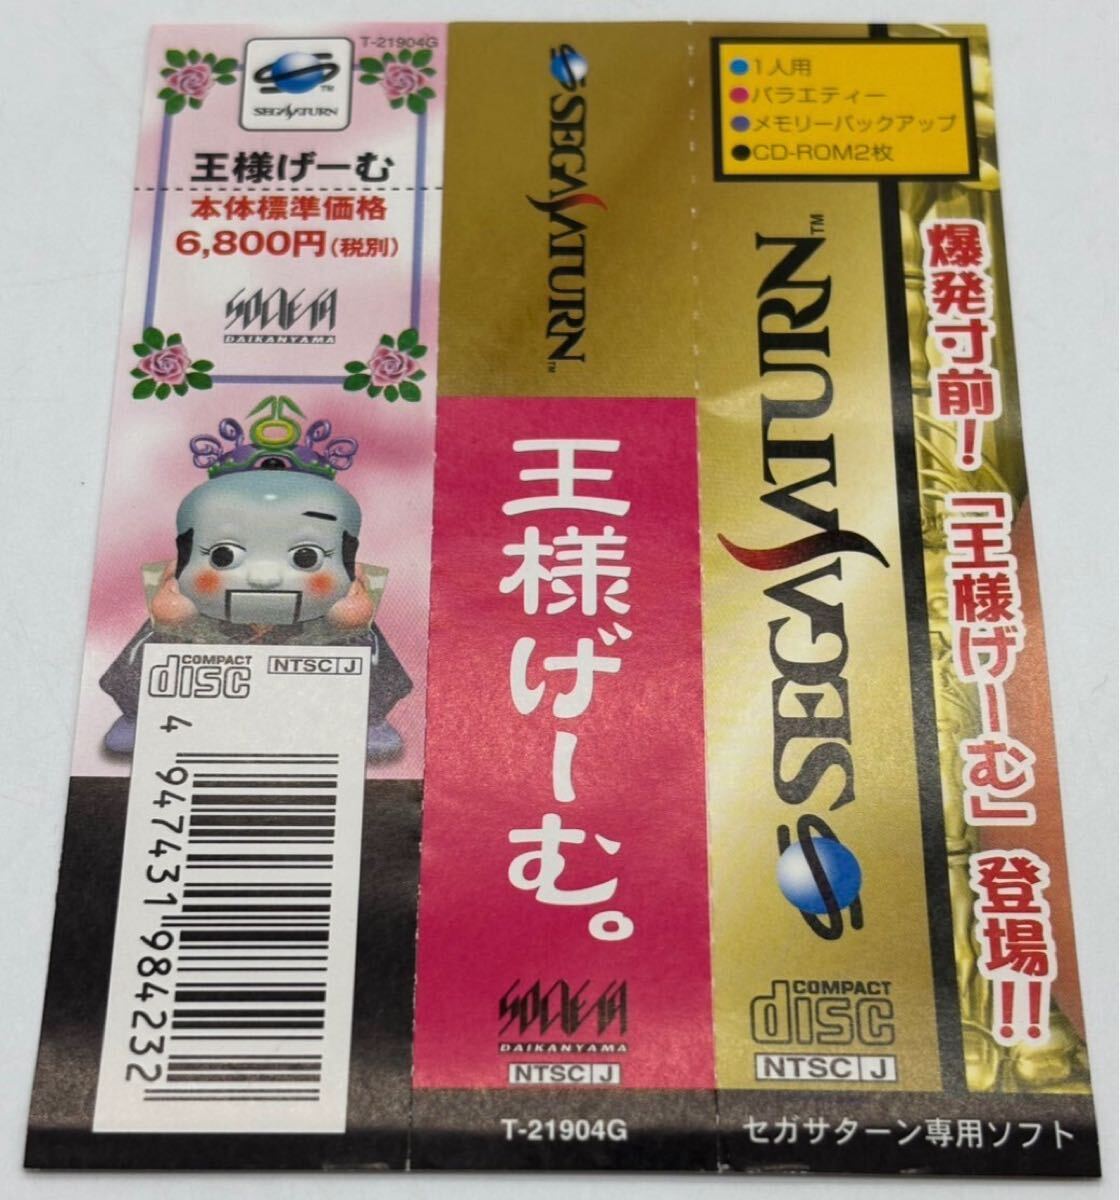 T-21904G
TM
SEGA SATURN
王様げーむ
本体標準価格
6,800円(税別)
SOCIETA
DAIKANYAMA
COMPACT
disc
NTSC J
4 947431 984232
SEGA SATURN
TM
王様げーむ。
SOCIETA
DAIKANYAMA
NTSC J
T-21904G
●1人用
●バラエティー
●メモリーバックアップ
●CD-ROM2枚
SEGA SATURN
TM
COMPACT
disc
NTSC J
爆発寸前!「王様げーむ」登場!!
セガサターン専用ソフト